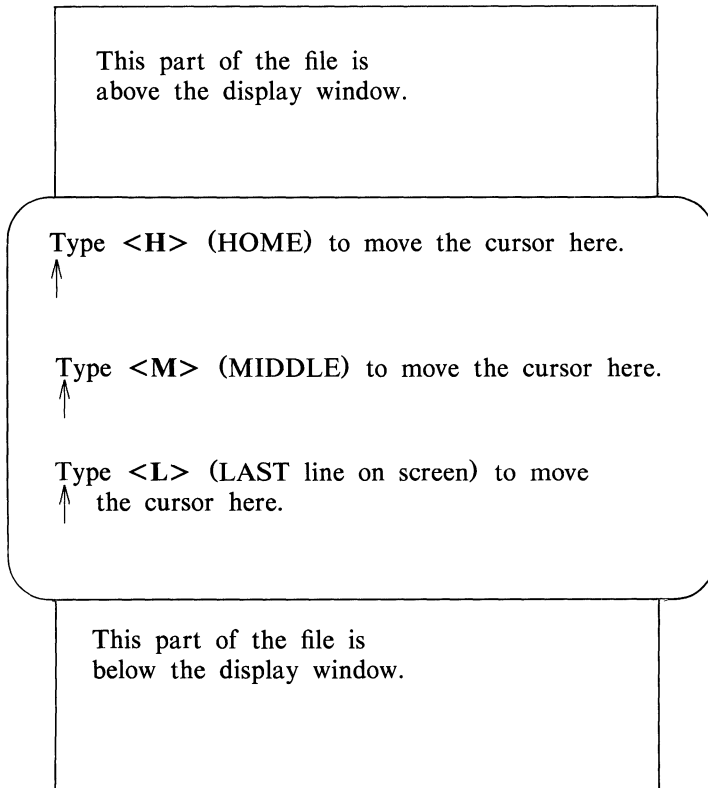 This part of the file is
above the display window.
Type <H> (HOME) to move the cursor here.
Type <M> (MIDDLE) to move the cursor here.
Type <L> (LAST line on screen) to move
the cursor here.
This part of the file is
below the display window.